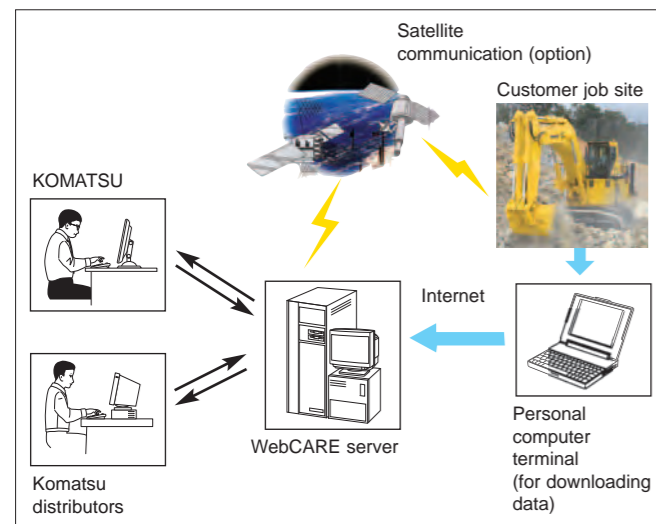 Satellite
communication (option)
Customer job site
KOMATSU
Internet
WebCARE server
Personal
computer
terminal
(for downloading
data)
Komatsu
distributors